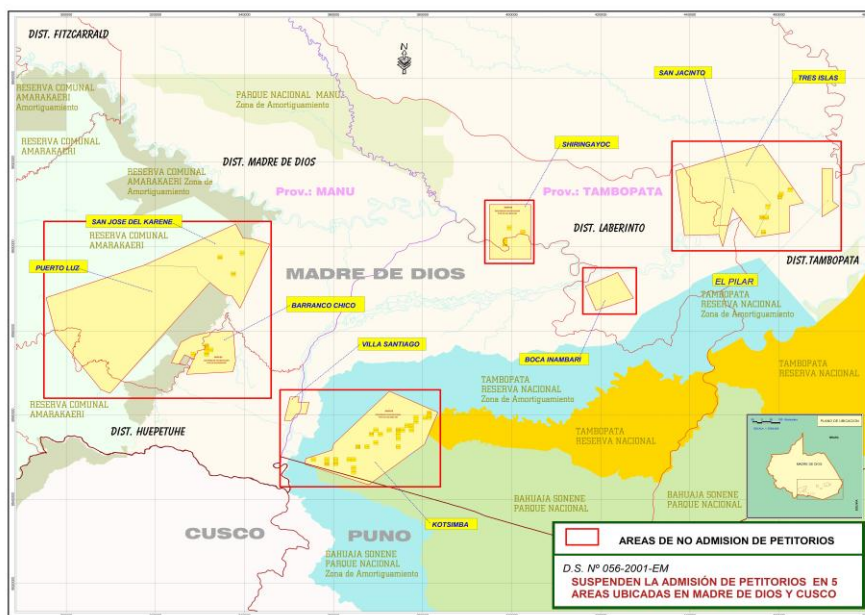 DIST. FITZCARRALD
N
RESERVA COMUNAL
AMARAKAERI
Amortiguamiento
PARQUE NACIONAL MANU
Zona de Amortiguamiento
SAN JACINTO
TRES ISLAS
RESERVA COMUNAL
AMARAKAERI
SHIRINGAYOC
DIST. MADRE DE DIOS
RESERVA COMUNAL
AMARAKAERI Zona de
Amortiguamiento
Prov.: MANU
Prov.: TAMBOPATA
SAN JOSE DEL KARENE
RESERVA COMUNAL
AMARAKAERI
DIST. LABERINTO
PUERTO LUZ
MADRE DE DIOS
DIST.TAMBOPATA
EL PILAR
TAMBOPATA
RESERVA NACIONAL
Zona de Amortiguamiento
BARRANCO CHICO
VILLA SANTIAGO
BOCA INAMBARI
TAMBOPATA
RESERVA NACIONAL
TAMBOPATA
RESERVA NACIONAL
Zona de Amortiguamiento
RESERVA COMUNAL
AMARAKAERI
DIST. HUEPETUHE
TAMBOPATA
RESERVA NACIONAL
PLANO DE UBICACION
MADRE DE DIOS
BAHUAJA SONENE
PARQUE NACIONAL
BAHUAJA SONENE
PARQUE NACIONAL
KOTSIMBA
CUSCO
PUNO
BAHUAJA SONENE
PARQUE NACIONAL
Zona de Amortiguamiento
AREAS DE NO ADMISION DE PETITORIOS
D.S. Nº 056-2001-EM
SUSPENDEN LA ADMISIÓN DE PETITORIOS EN 5
AREAS UBICADAS EN MADRE DE DIOS Y CUSCO